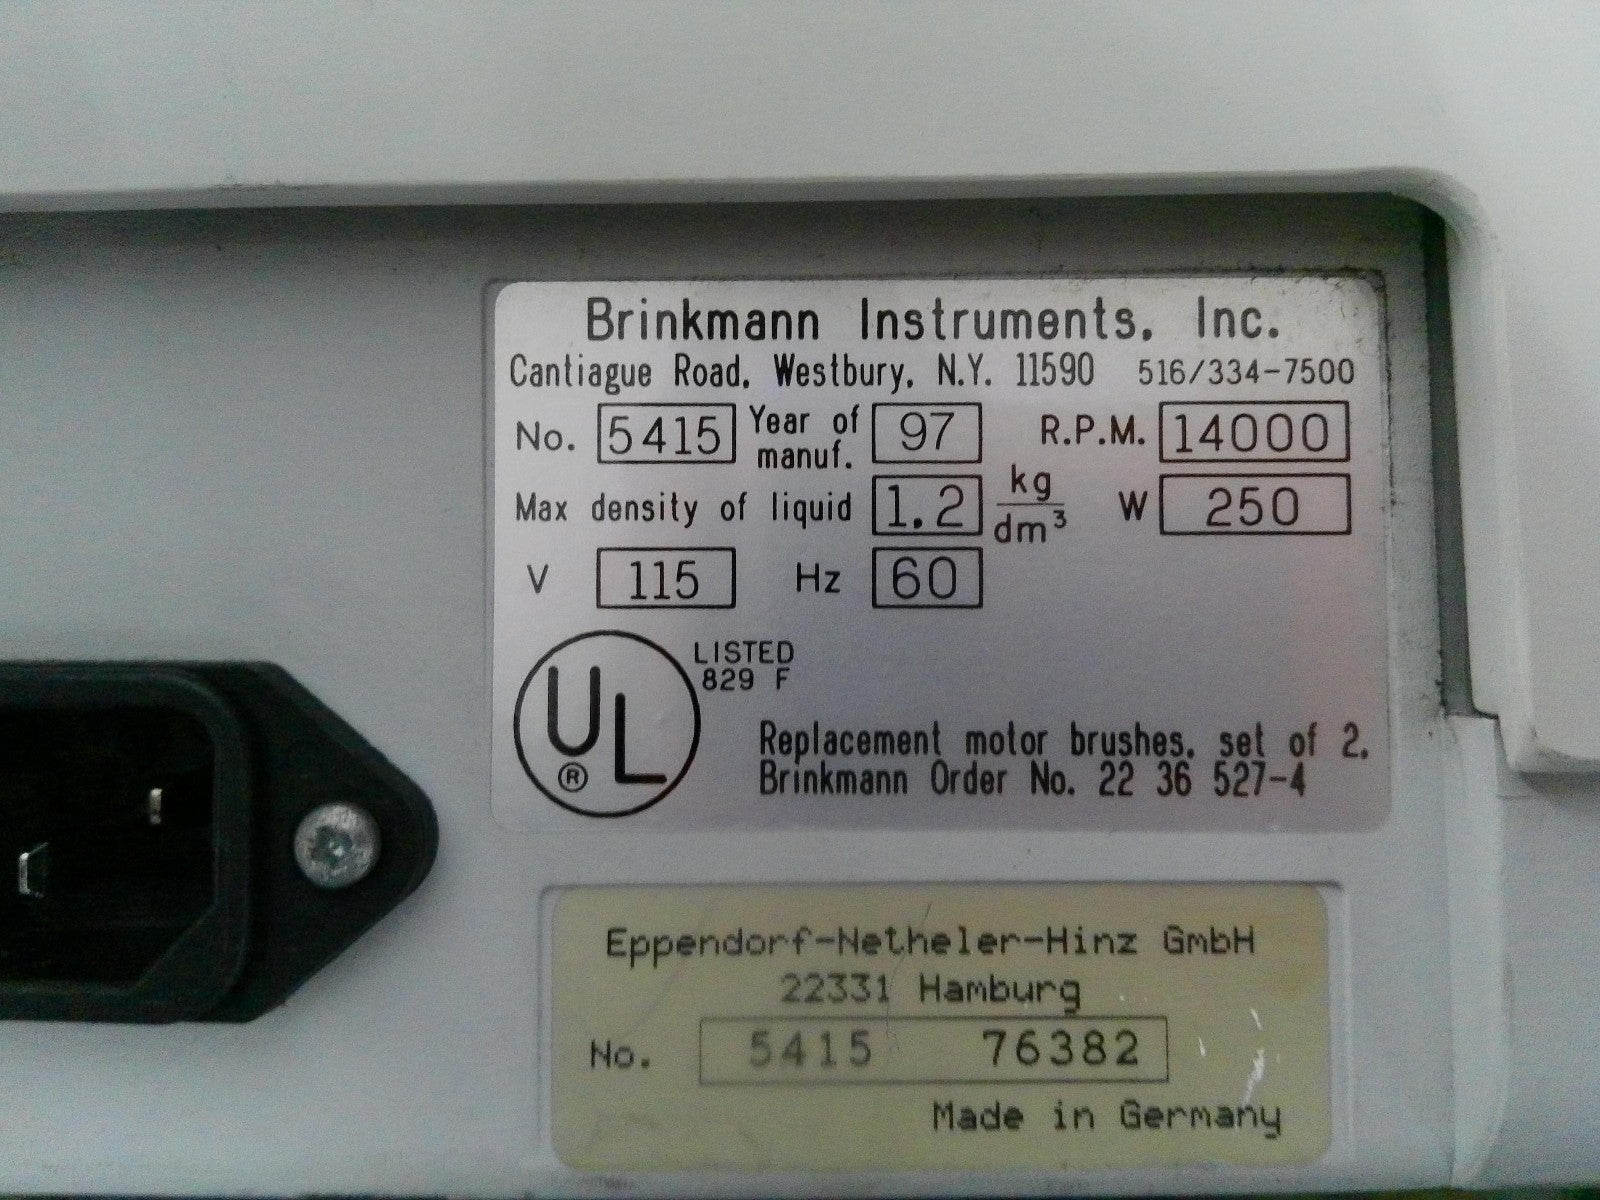 Brinkmann Instruments, Inc.
Cantiague Road, Westbury, N.Y. 11590 516/334-7500
No. 5415 Year of manuf. 97 R.P.M. 14000
Max density of liquid 1.2 kg/dm³ W 250
V 115 Hz 60
UL ® LISTED
829 F
Replacement motor brushes, set of 2.
Brinkmann Order No. 22 36 527-4
Eppendorf-Netheler-Hinz GmbH
22331 Hamburg
No. 5415 76382
Made in Germany